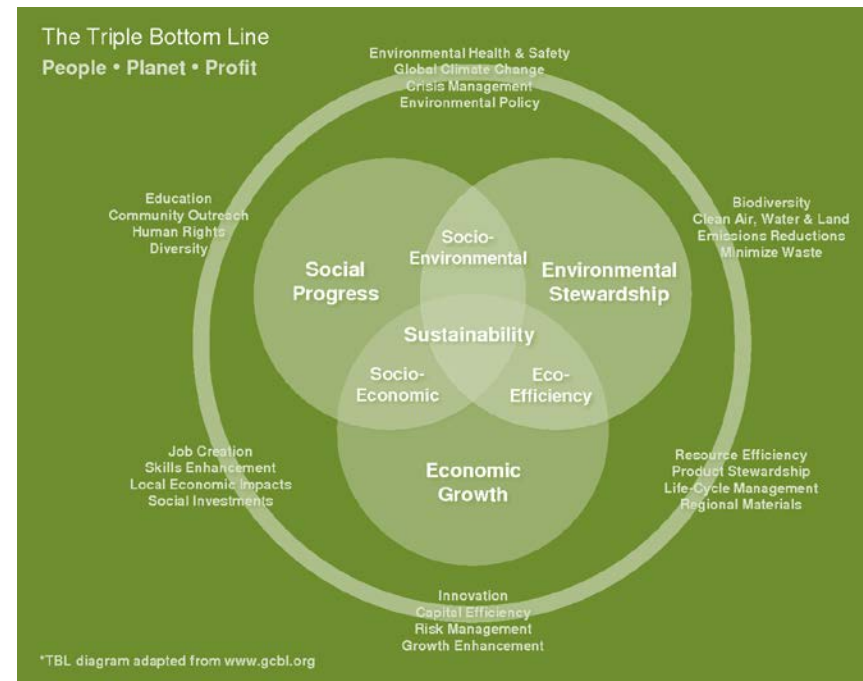 The Triple Bottom Line
People • Planet • Profit
Environmental Health & Safety
Global Climate Change
Crisis Management
Environmental Policy
Education
Community Outreach
Human Rights
Diversity
Biodiversity
Clean Air, Water & Land
Emissions Reductions
Minimize Waste
Socio-
Environmental
Social
Progress
Environmental
Stewardship
Sustainability
Socio-
Economic
Eco-
Efficiency
Job Creation
Skills Enhancement
Local Economic Impacts
Social Investments
Economic
Growth
Resource Efficiency
Product Stewardship
Life-Cycle Management
Regional Materials
Innovation
Capital Efficiency
Risk Management
Growth Enhancement
*TBL diagram adapted from www.gcbl.org